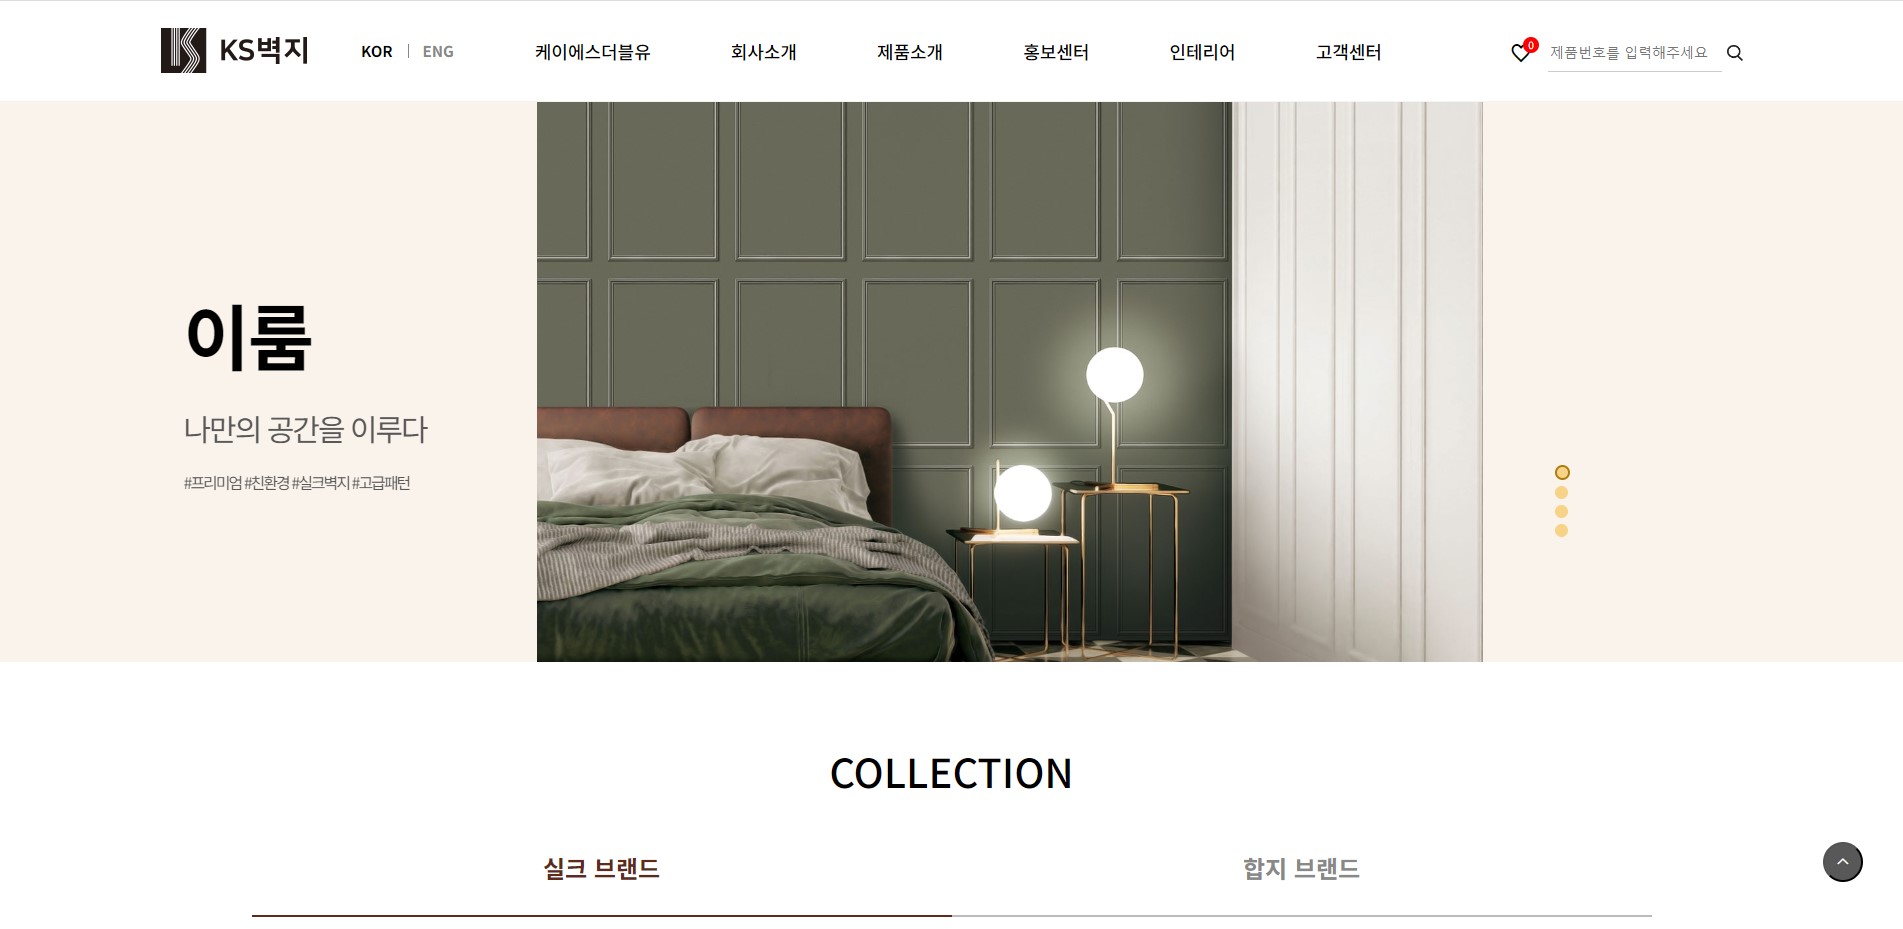 KS벽지
KOR
ENG
케이에스더블유
회사소개
제품소개
홍보센터
인테리어
고객센터
0
제품번호를 입력해주세요
이룸
나만의 공간을 이루다
#프리미엄 #친환경 #실크벽지 #고급패턴
COLLECTION
실크 브랜드
합지 브랜드